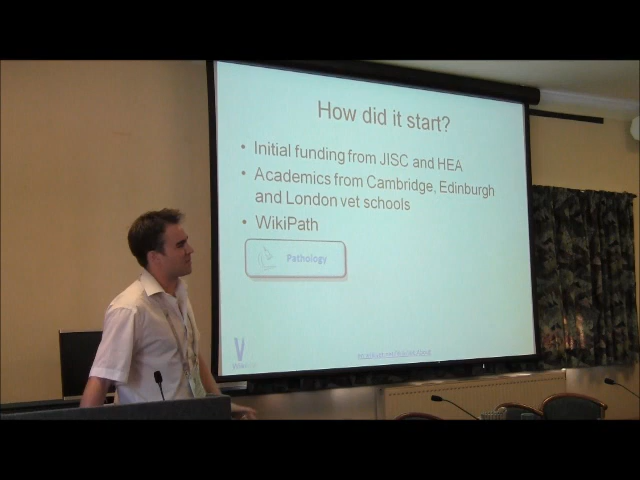 How did it start?
• Initial funding from JISC and HEA
• Academics from Cambridge, Edinburgh
and London vet schools
• WikiPath
Pathology
V